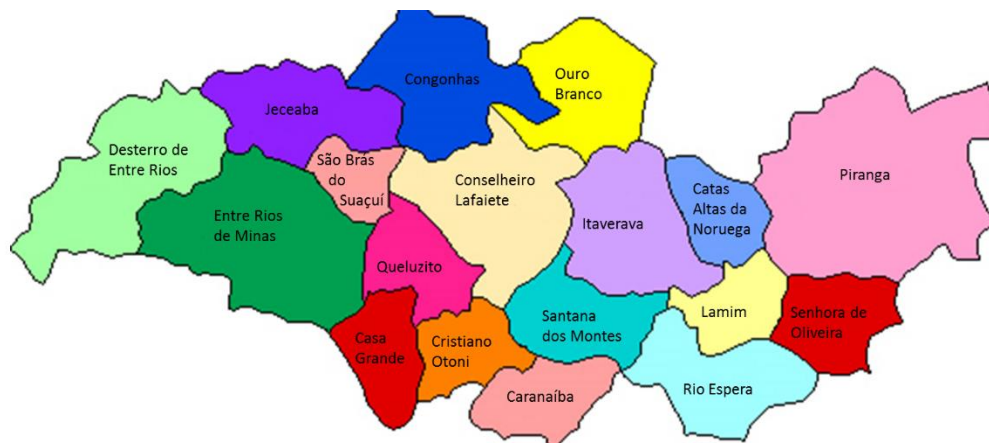 Congonhas
Ouro
Branco
Jeceaba
Desterro de
Entre Rios
São Brás
do
Suaçuí
Conselheiro
Lafaiete
Catas
Altas da
Noruega
Piranga
Entre Rios
de Minas
Itaverava
Queluzito
Santana
dos Montes
Lamim
Senhora de
Oliveira
Casa
Grande
Cristiano
Otoni
Caranaíba
Rio Espera